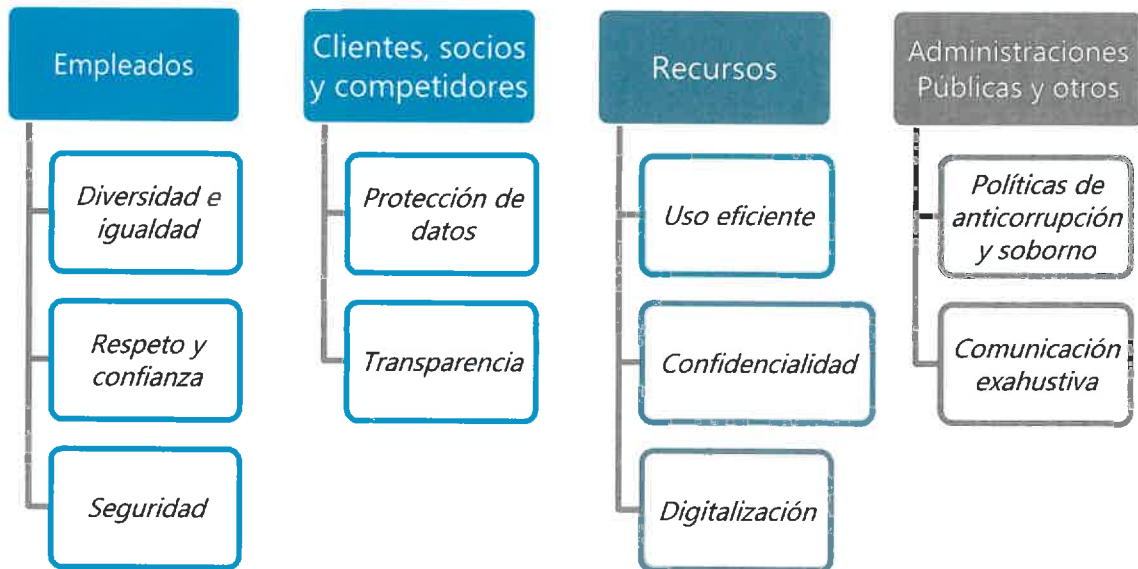 Empleados
Diversidad e
igualdad
Respeto y
confianza
Seguridad
Clientes, socios
y competidores
Protección de
datos
Transparencia
Recursos
Uso eficiente
Confidencialidad
Digitalización
Administraciones
Públicas y otros
Políticas de
anticorrupción
y soborno
Comunicación
exahustiva